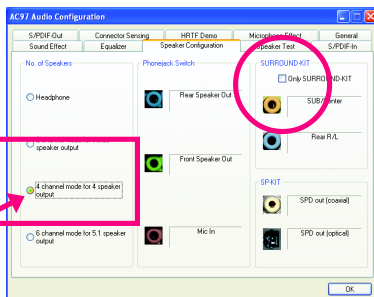 AC97 Audio Configuration
S/PDIF-Out
Connector Sensing
HRTF Demo
Microphone Effect
General
Sound Effect
Equalizer
Speaker Configuration
Speaker Test
S/PDIF-In
No. of Speakers
Headphone
speaker output
4 channel mode for 4 speaker
output
6 channel mode for 5.1 speaker
output
Phonejack Switch
Rear Speaker Out
Front Speaker Out
Mic In
SURROUND-KIT
Only SURROUND-KIT
Rear R/L
SP-KIT
SPD out (coaxial)
SPD out (optical)
OK